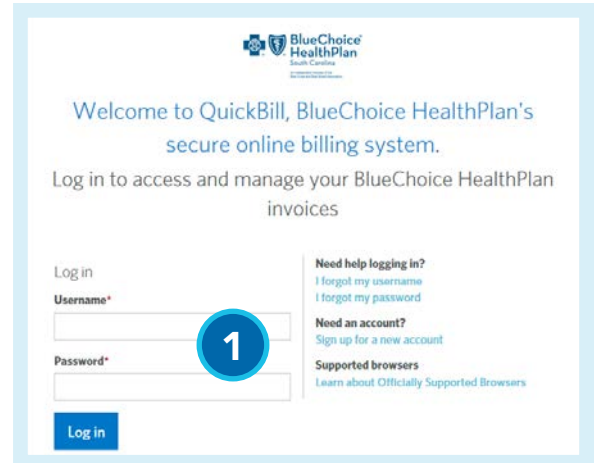 BlueChoice
HealthPlan
South Carolina
Welcome to QuickBill, BlueChoice HealthPlan's
secure online billing system.
Log in to access and manage your BlueChoice HealthPlan
invoices
Log in
Username*
Password*
Log in
1
Need help logging in?
I forgot my username
I forgot my password
Need an account?
Sign up for a new account
Supported browsers
Learn about Officially Supported Browsers